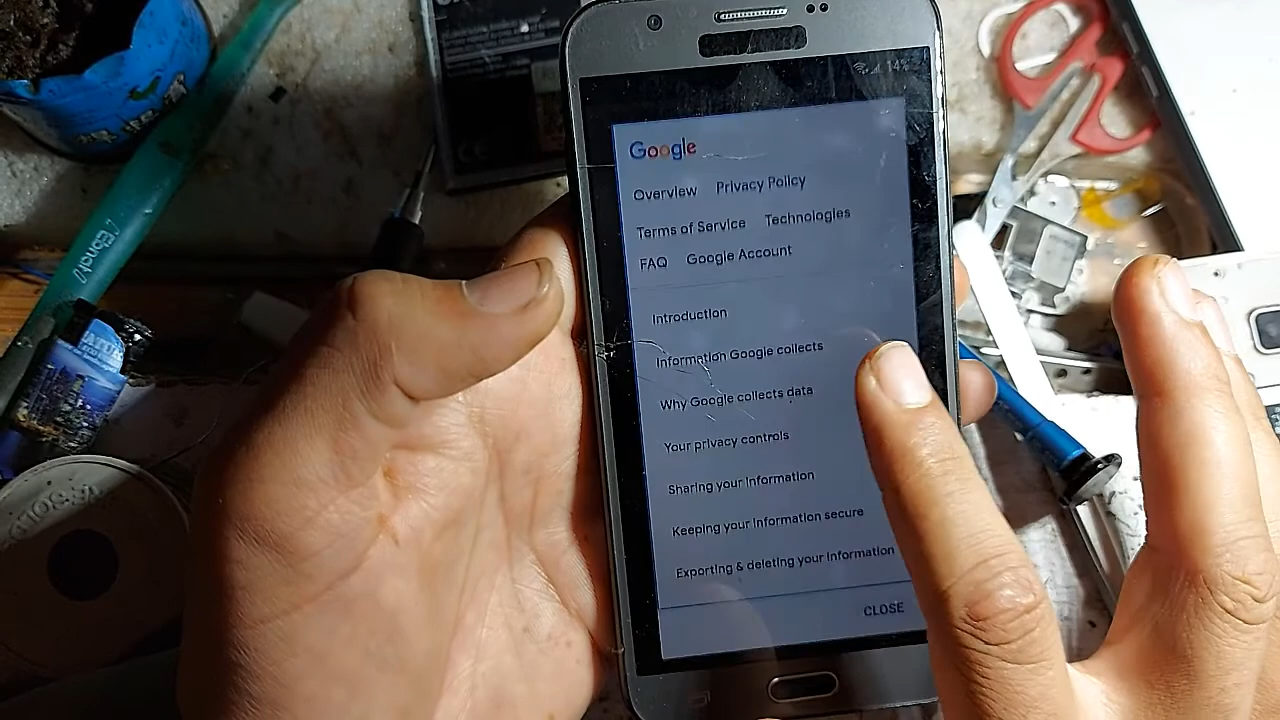 14%
Google
Overview Privacy Policy
Terms of Service Technologies
FAQ Google Account
Introduction
Information Google collects
Why Google collects data
Your privacy controls
Sharing your information
Keeping your information secure
Exporting & deleting your information
CLOSE